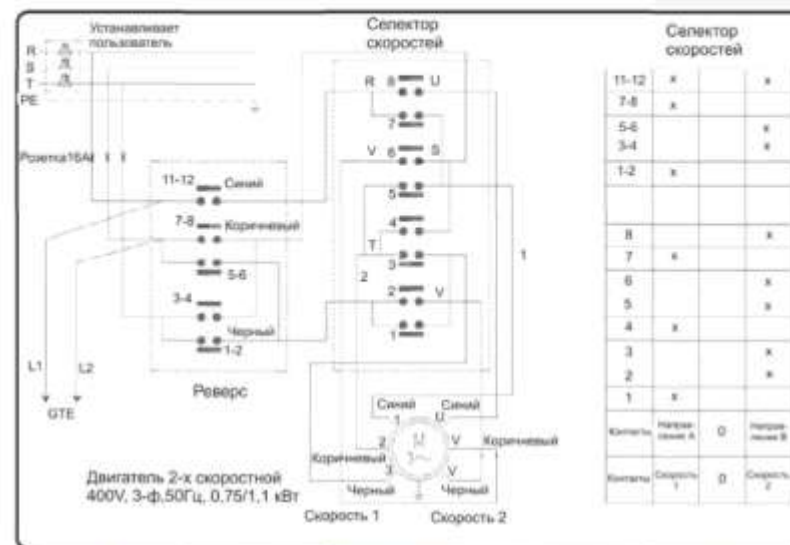 Устанавливает
пользователь
R
S
T
PE
Розетка16А
Селектор
скоростей
R 8 U
7
V 6 S
5
4
T
3
2
2 V
1
1
11-12 Синий
7-8 Коричневый
5-6
3-4
Черный
1-2
Реверс
L1
L2
GTE
Синий
Синий
1
U
2
V
Коричневый
Коричневый
3
V
Черный
Черный
M
3~
Двигатель 2-х скоростной
400V, 3-ф,50Гц, 0.75/1,1 кВт
Скорость 1
Скорость 2
Селектор
скоростей
11-12 x x
7-8 x
5-6 x
3-4 x
1-2 x
8 x
7 x
6 x
5 x
4 x
3 x
2 x
1 x
Контакты Направление A 0 Направление B
Контакты Скорость 1 0 Скорость 2